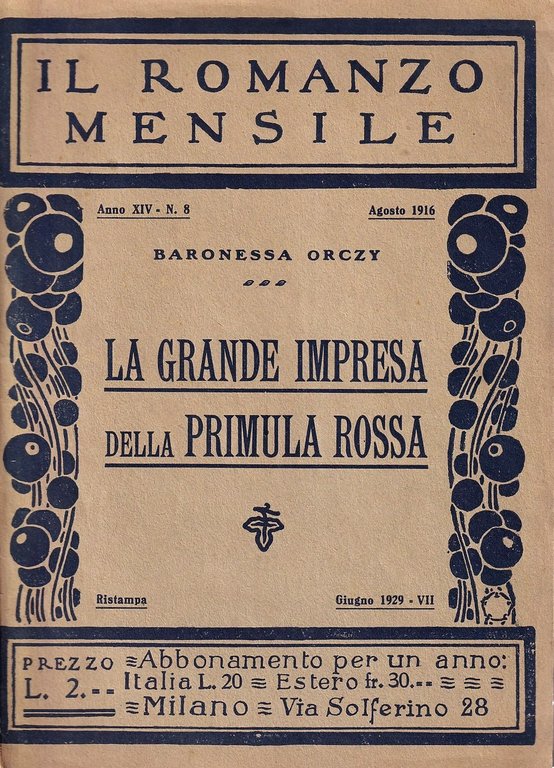 IL ROMANZO
MENSILE
Anno XIV - N. 8
Agosto 1916
BARONESSA ORCZY
LA GRANDE IMPRESA
DELLA PRIMULA ROSSA
Ristampa
Giugno 1929 - VII
PREZZO
L. 2.--
Abbonamento per un anno:
Italia L. 20 Estero fr. 30.--
Milano Via Solferino 28